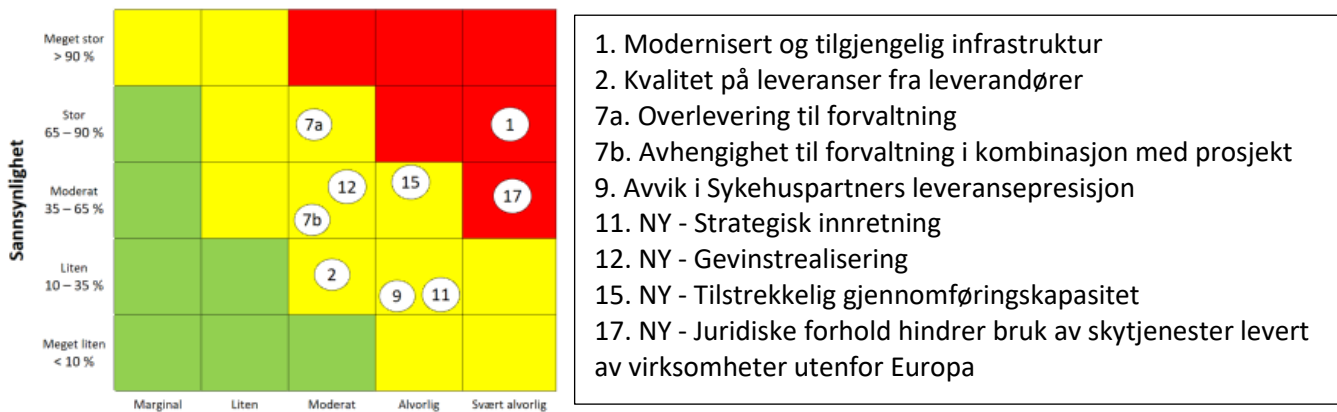 Sannsynlighet
Meget stor
> 90 %
Stor
65 – 90 %
7a
1
Moderat
35 – 65 %
12
15
17
7b
Liten
10 – 35 %
2
9
11
Meget liten
< 10 %
Marginal
Liten
Moderat
Alvorlig
Svært alvorlig
1. Modernisert og tilgjengelig infrastruktur
2. Kvalitet på leveranser fra leverandører
7a. Overlevering til forvaltning
7b. Avhengighet til forvaltning i kombinasjon med prosjekt
9. Avvik i Sykehuspartners leveransepresisjon
11. NY - Strategisk innretning
12. NY - Gevinstrealisering
15. NY - Tilstrekkelig gjennomføringskapasitet
17. NY - Juridiske forhold hindrer bruk av skytjenester levert
av virksomheter utenfor Europa